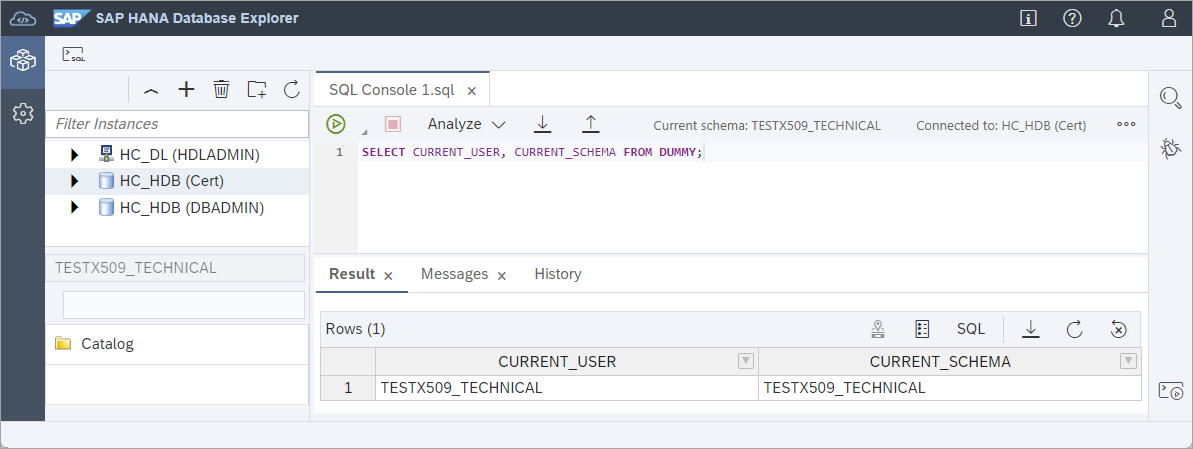 SAP SAP HANA Database Explorer
SQL
Filter Instances
HC_DL (HDLADMIN)
HC_HDB (Cert)
HC_HDB (DBADMIN)
TESTX509_TECHNICAL
Catalog
SQL Console 1.sql
Analyze Current schema: TESTX509_TECHNICAL Connected to: HC_HDB (Cert)
1 SELECT CURRENT_USER, CURRENT_SCHEMA FROM DUMMY;
Result Messages History
Rows (1) SQL
CURRENT_USER CURRENT_SCHEMA
1 TESTX509_TECHNICAL TESTX509_TECHNICAL